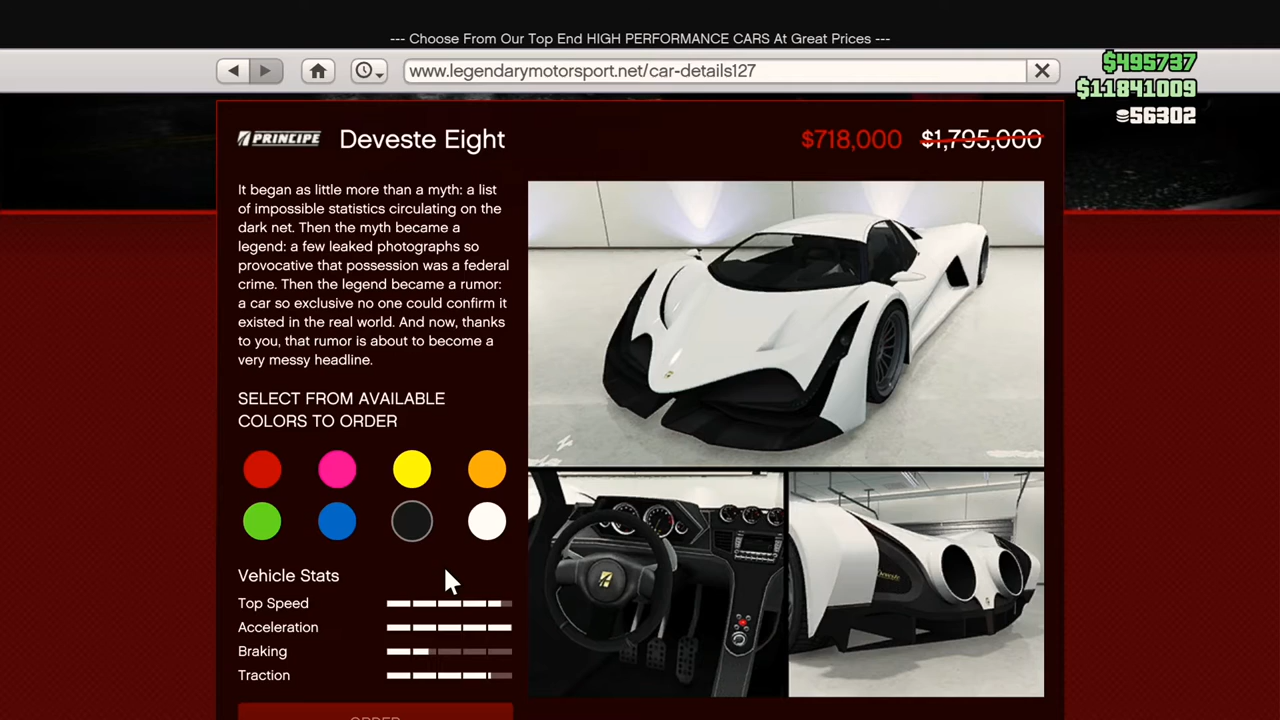 --- Choose From Our Top End HIGH PERFORMANCE CARS At Great Prices ---
www.legendarymotorsport.net/car-details127
$495737
$11841009
56302
PRINCIPE
Deveste Eight
$718,000 $1,795,000
It began as little more than a myth: a list
of impossible statistics circulating on the
dark net. Then the myth became a
legend: a few leaked photographs so
provocative that possession was a federal
crime. Then the legend became a rumor:
a car so exclusive no one could confirm it
existed in the real world. And now, thanks
to you, that rumor is about to become a
very messy headline.
SELECT FROM AVAILABLE
COLORS TO ORDER
Vehicle Stats
Top Speed
Acceleration
Braking
Traction
ORDER
Deveste